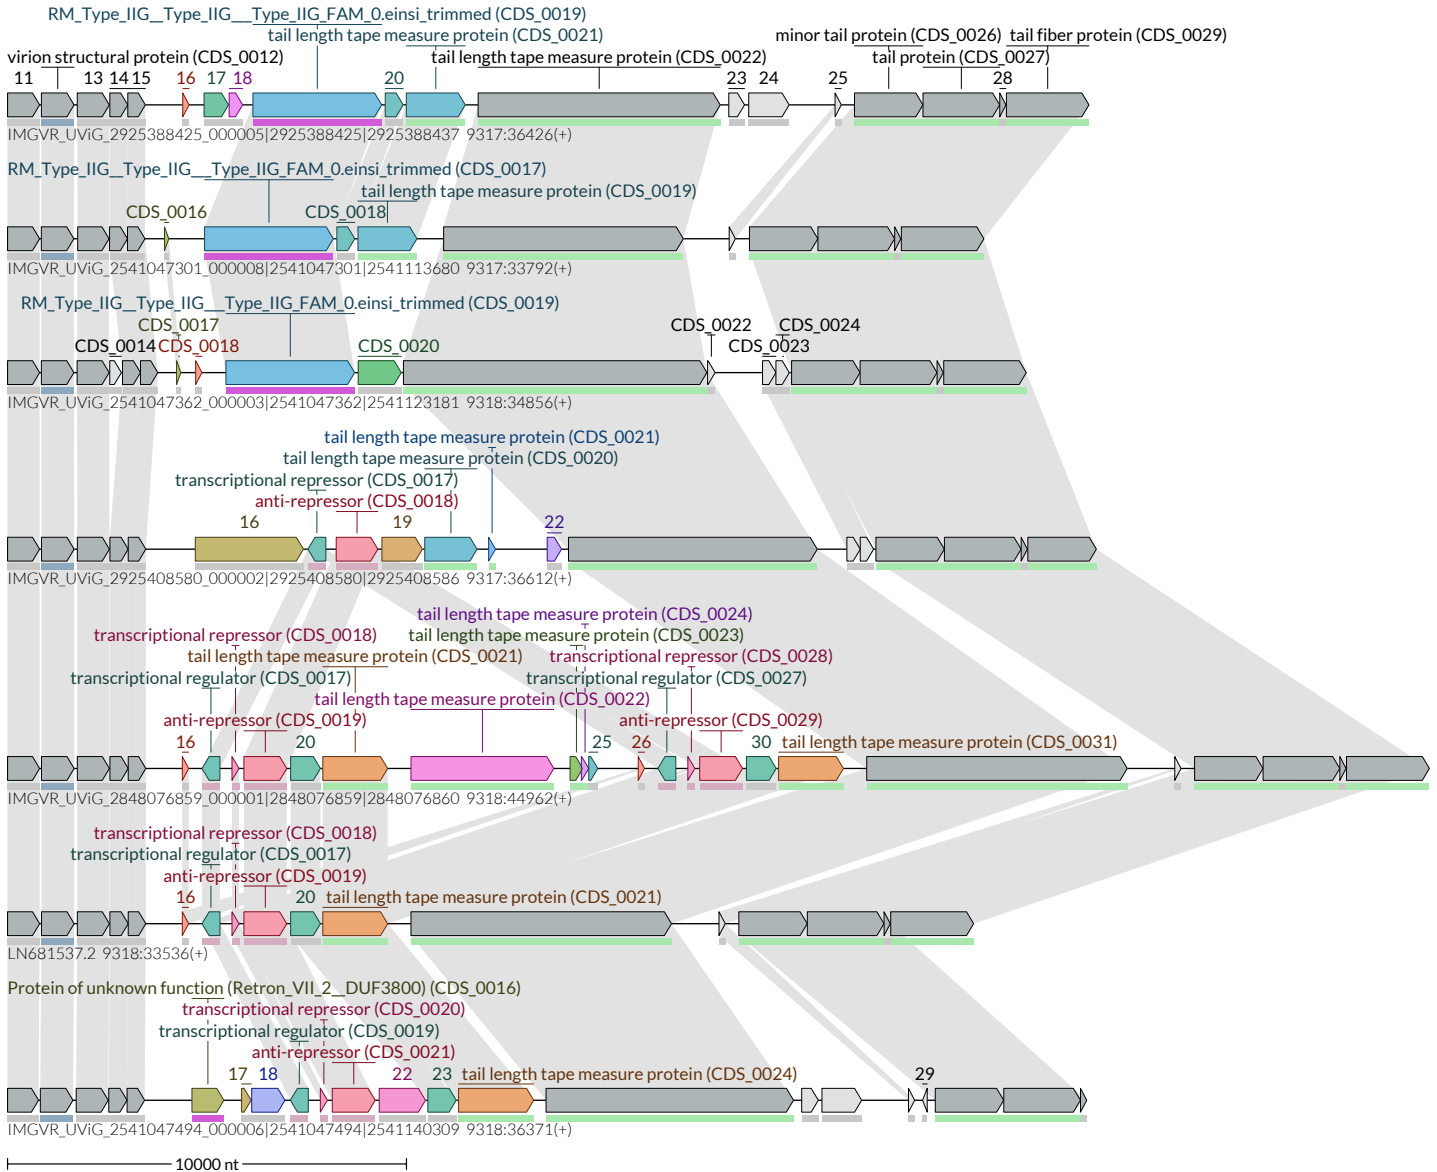 RM_Type_IIG__Type_IIG___Type_IIG_FAM_0.einsi_trimmed (CDS_0019)
tail length tape measure protein (CDS_0021)
minor tail protein (CDS_0026) tail fiber protein (CDS_0029)
virion structural protein (CDS_0012) tail length tape measure protein (CDS_0022) tail protein (CDS_0027)
11 13 14 15 16 17 18 20 23 24 25 28
IMGVR_UViG_2925388425_000005|2925388425|2925388437 9317:36426(+)
RM_Type_IIG__Type_IIG___Type_IIG_FAM_0.einsi_trimmed (CDS_0017)
tail length tape measure protein (CDS_0019)
CDS_0016 CDS_0018
IMGVR_UViG_2541047301_000008|2541047301|2541113680 9317:33792(+)
RM_Type_IIG__Type_IIG___Type_IIG_FAM_0.einsi_trimmed (CDS_0019)
CDS_0017 CDS_0022 CDS_0024
CDS_0014 CDS_0018 CDS_0020 CDS_0023
IMGVR_UViG_2541047362_000003|2541047362|2541123181 9318:34856(+)
tail length tape measure protein (CDS_0021)
tail length tape measure protein (CDS_0020)
transcriptional repressor (CDS_0017)
anti-repressor (CDS_0018)
16 19 22
IMGVR_UViG_2925408580_000002|2925408580|2925408586 9317:36612(+)
tail length tape measure protein (CDS_0024)
transcriptional repressor (CDS_0018) tail length tape measure protein (CDS_0023)
tail length tape measure protein (CDS_0021) transcriptional repressor (CDS_0028)
transcriptional regulator (CDS_0017) transcriptional regulator (CDS_0027)
tail length tape measure protein (CDS_0022)
anti-repressor (CDS_0019) anti-repressor (CDS_0029)
16 20 25 26 30 tail length tape measure protein (CDS_0031)
IMGVR_UViG_2848076859_000001|2848076859|2848076860 9318:44962(+)
transcriptional repressor (CDS_0018)
transcriptional regulator (CDS_0017)
anti-repressor (CDS_0019)
16 20 tail length tape measure protein (CDS_0021)
LN681537.2 9318:33536(+)
Protein of unknown function (Retron_VII_2__DUF3800) (CDS_0016)
transcriptional repressor (CDS_0020)
transcriptional regulator (CDS_0019)
anti-repressor (CDS_0021)
17 18 22 23 tail length tape measure protein (CDS_0024) 29
IMGVR_UViG_2541047494_000006|2541047494|2541140309 9318:36371(+)
10000 nt